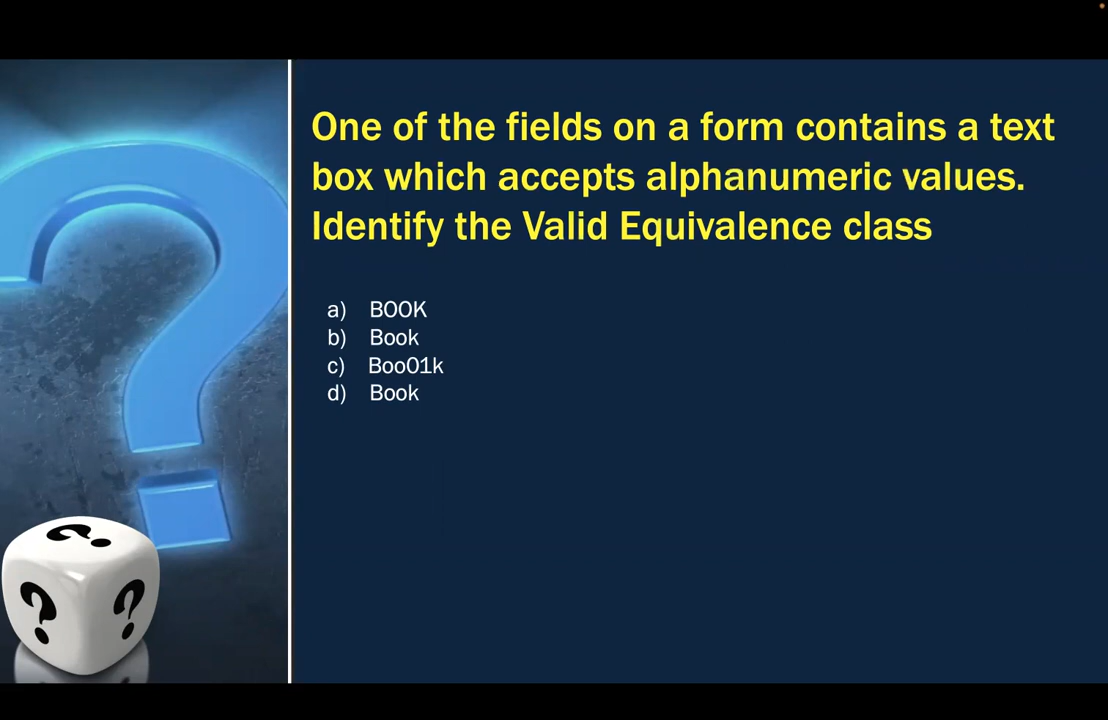 One of the fields on a form contains a text
box which accepts alphanumeric values.
Identify the Valid Equivalence class
a) BOOK
b) Book
c) Boo01k
d) Book